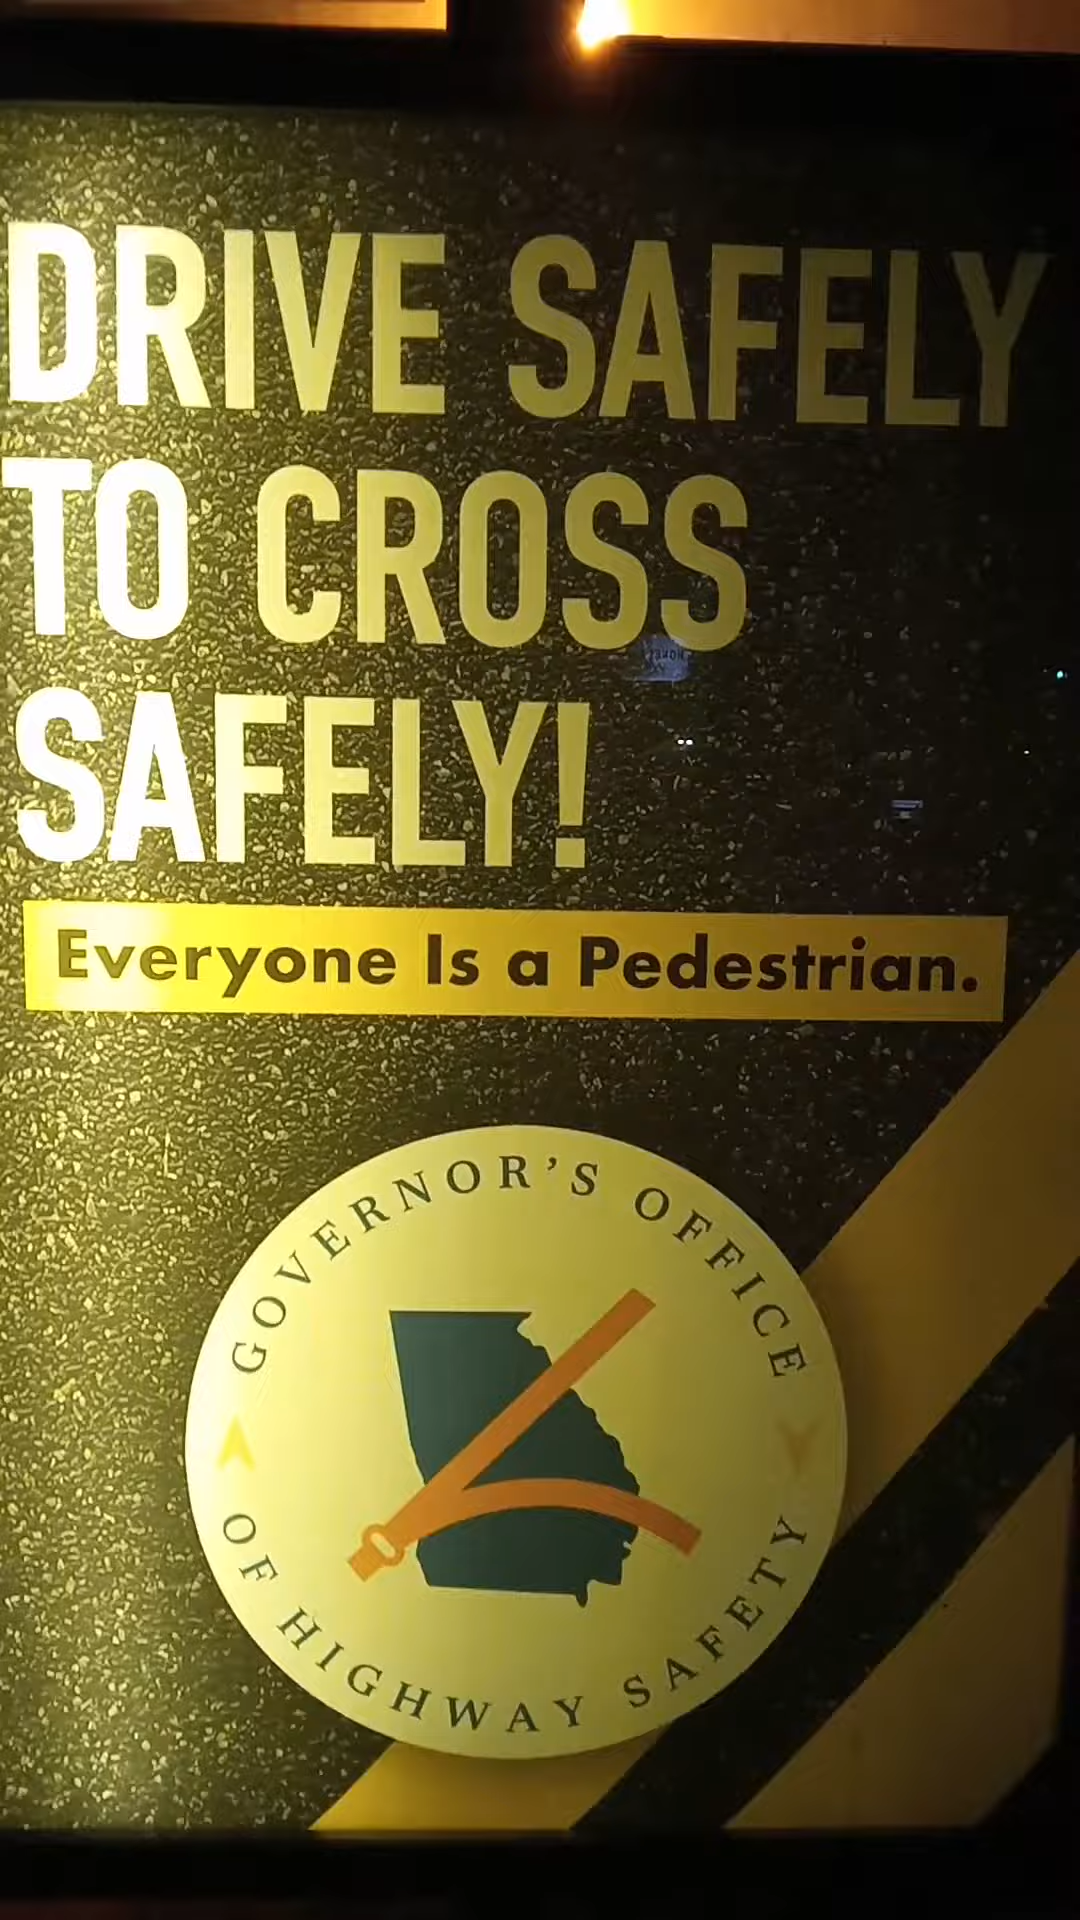 DRIVE SAFELY
TO CROSS
SAFELY!
Everyone Is a Pedestrian.
GOVERNOR'S OFFICE
OF HIGHWAY SAFETY